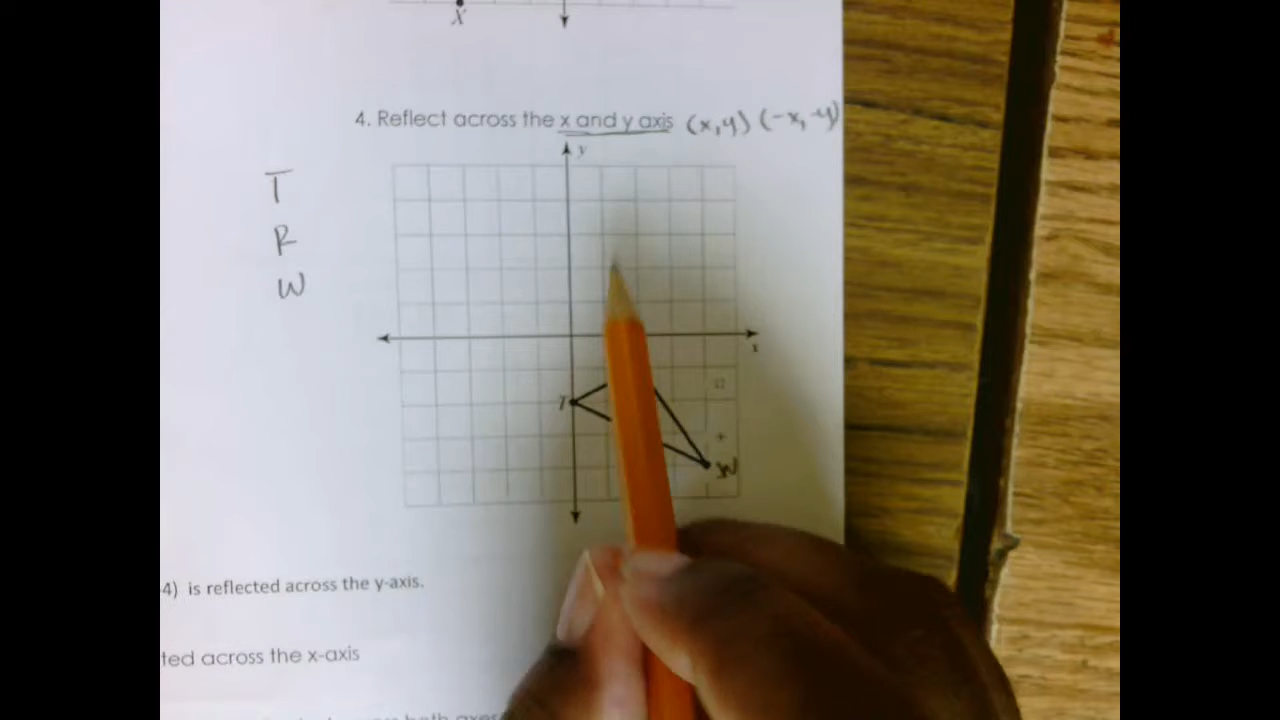 X
4. Reflect across the x and y axis (x,y) (-x,-y)
y
T
R
W
x
T
W
4) is reflected across the y-axis.
ted across the x-axis